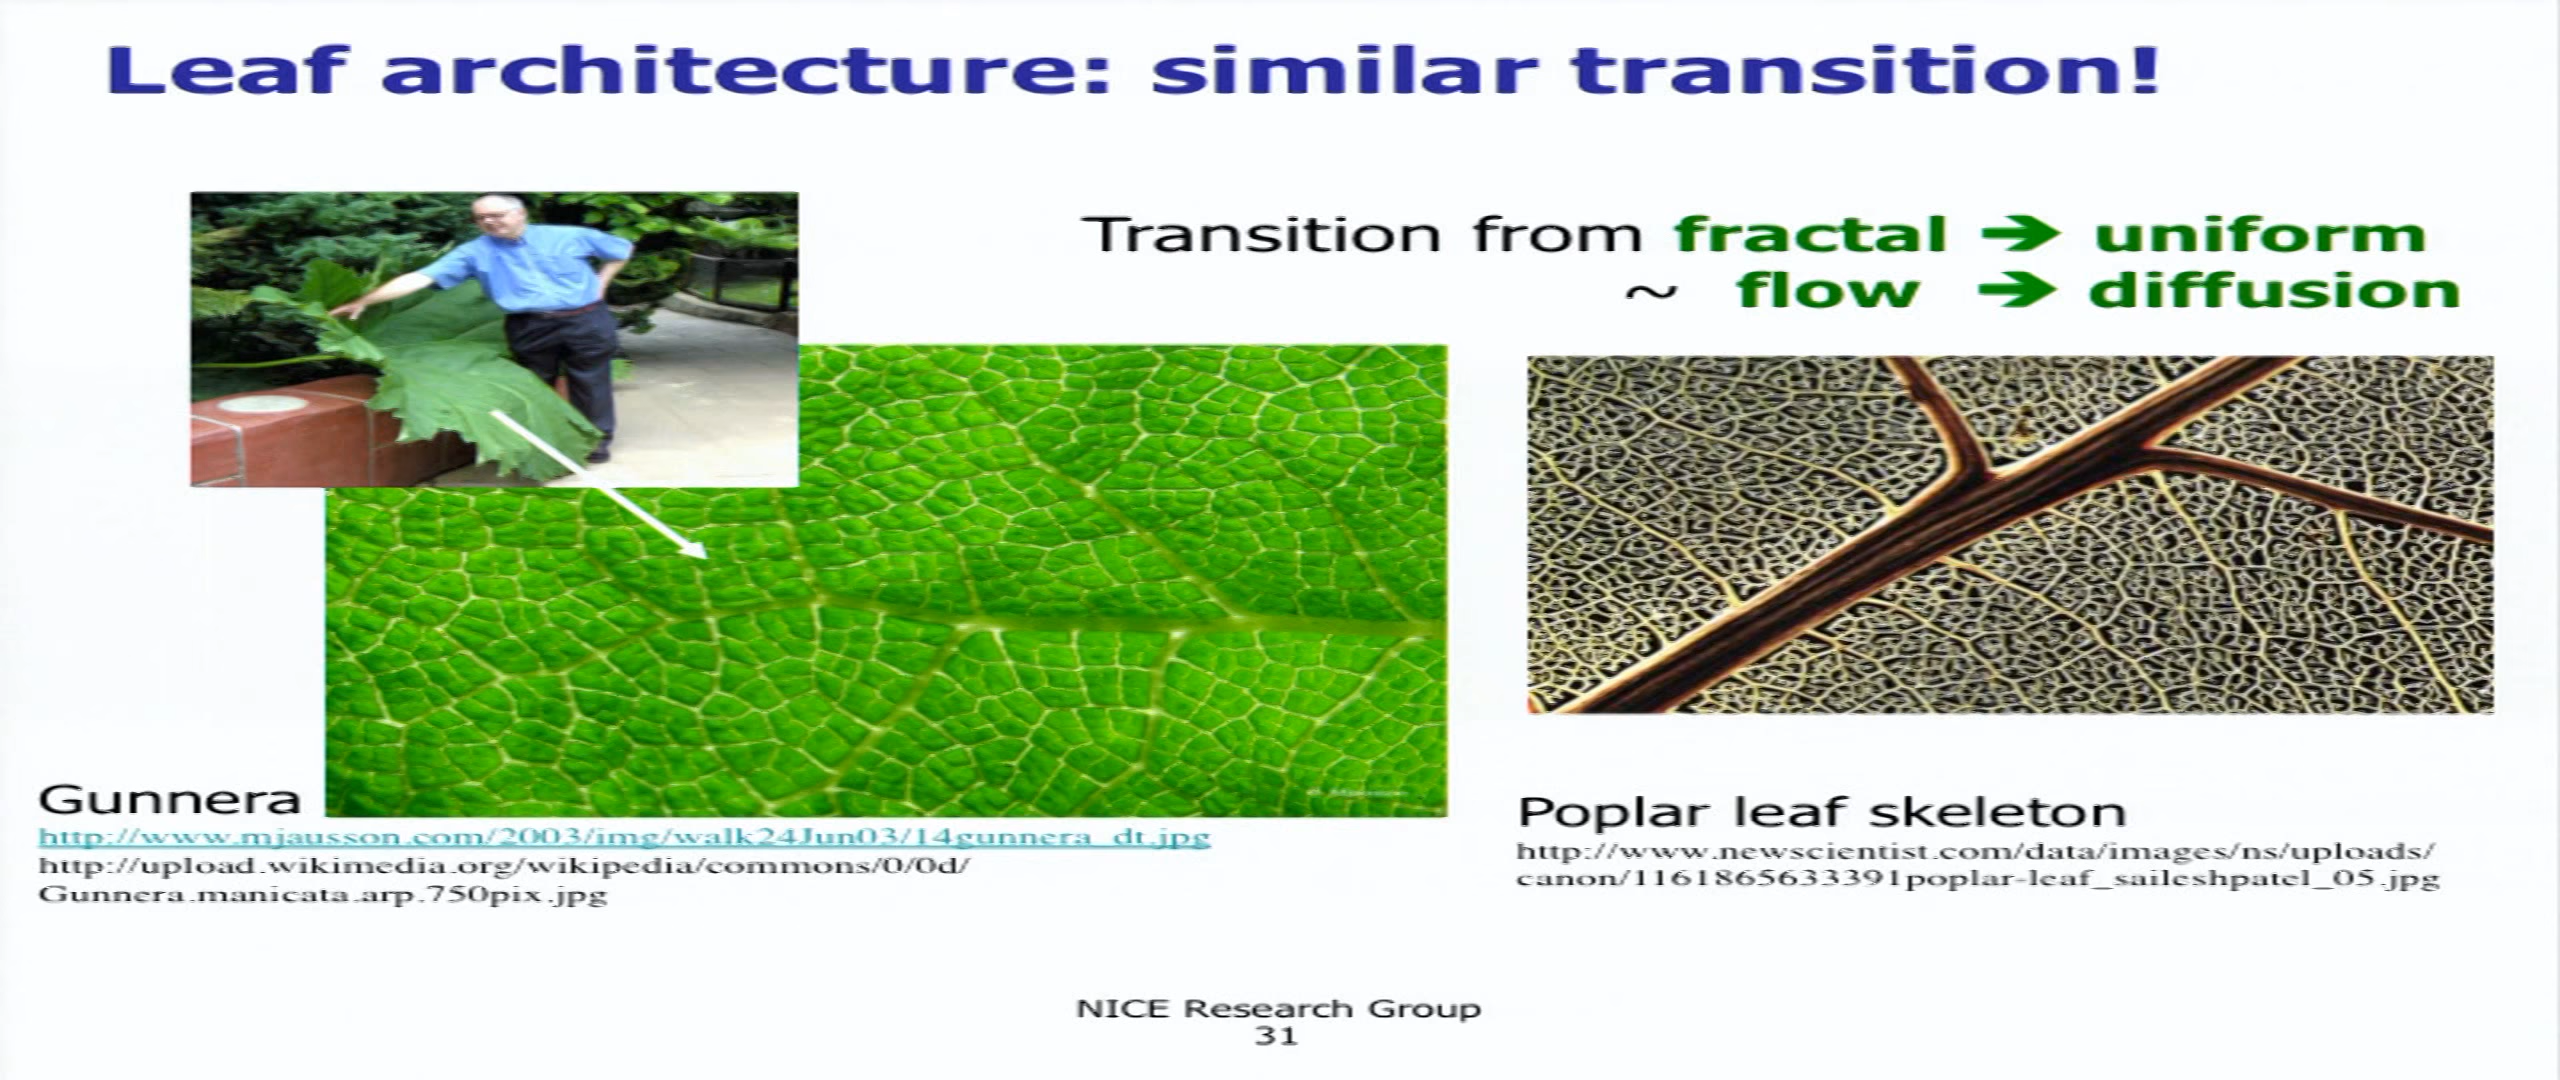 Leaf architecture: similar transition!
Transition from fractal → uniform
~ flow → diffusion
Gunnera
http://www.mjausson.com/2003/img/walk24Jun03/14gunnera_dt.jpg
http://upload.wikimedia.org/wikipedia/commons/0/0d/
Gunnera.manicata.arp.750pix.jpg
Poplar leaf skeleton
http://www.newscientist.com/data/images/ns/uploads/
canon/1161865633391poplar-leaf_saileshpatel_05.jpg
NICE Research Group
31